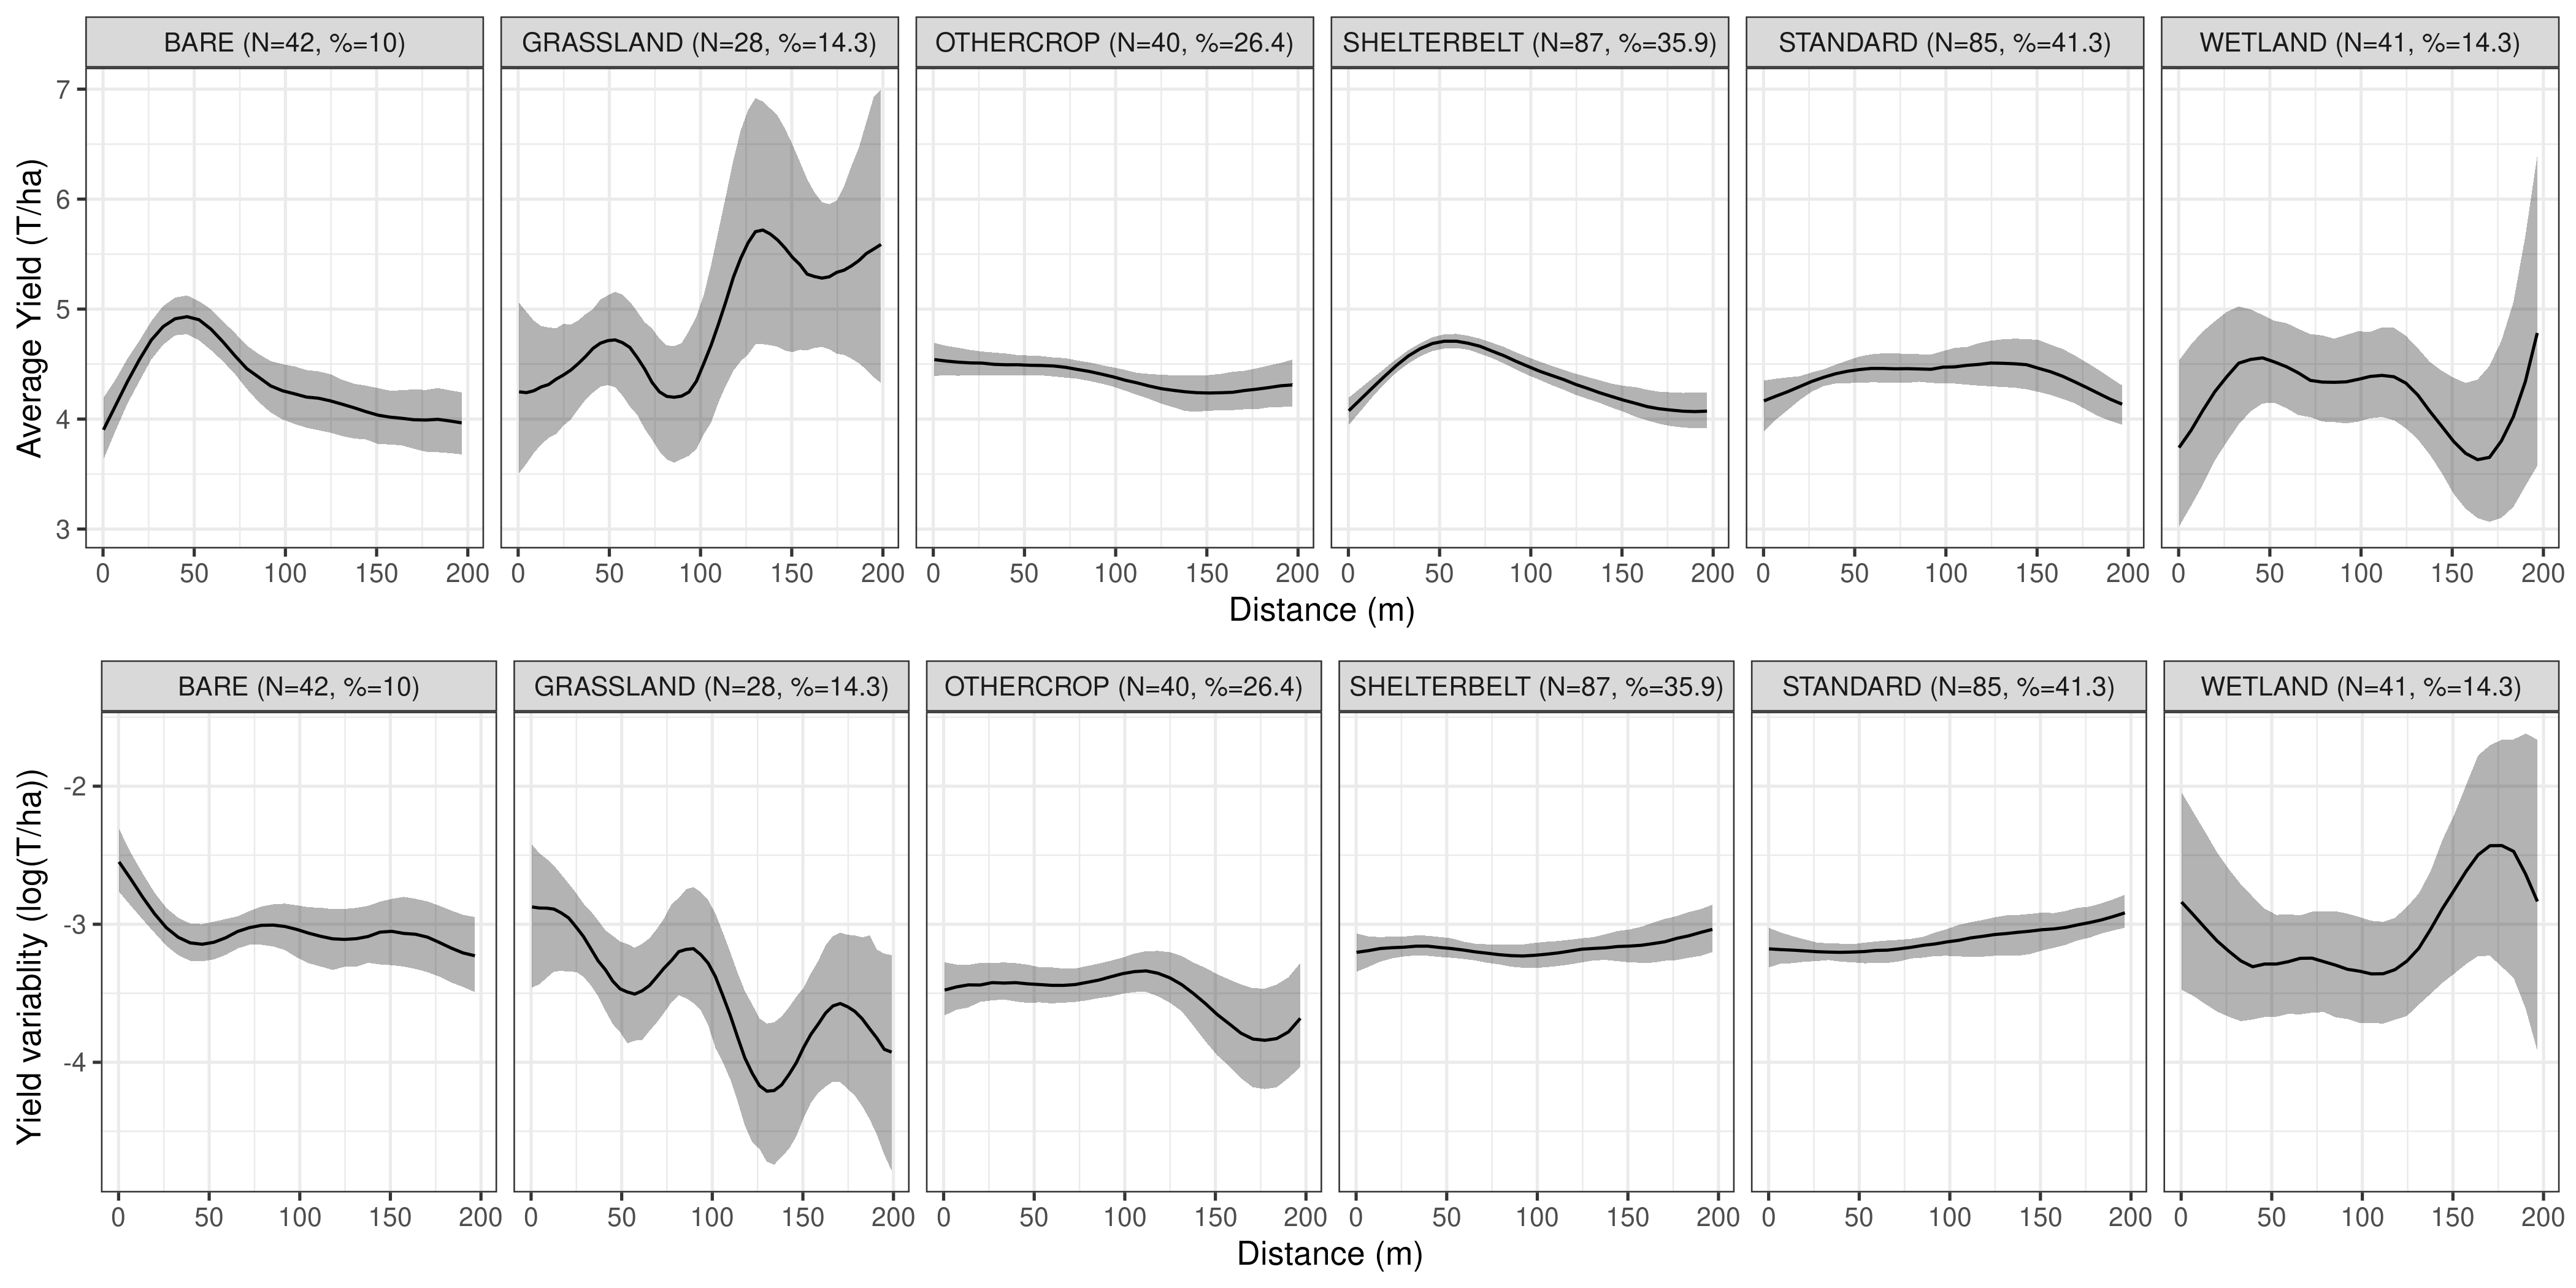 BARE (N=42, %=10) GRASSLAND (N=28, %=14.3) OTHERCROP (N=40, %=26.4) SHELTERBELT (N=87, %=35.9) STANDARD (N=85, %=41.3) WETLAND (N=41, %=14.3)
Average Yield (T/ha)
7
6
5
4
3
0 50 100 150 200 0 50 100 150 200 0 50 100 150 200 0 50 100 150 200 0 50 100 150 200 0 50 100 150 200
Distance (m)
BARE (N=42, %=10) GRASSLAND (N=28, %=14.3) OTHERCROP (N=40, %=26.4) SHELTERBELT (N=87, %=35.9) STANDARD (N=85, %=41.3) WETLAND (N=41, %=14.3)
Yield variablity (log(T/ha))
-2
-3
-4
0 50 100 150 200 0 50 100 150 200 0 50 100 150 200 0 50 100 150 200 0 50 100 150 200 0 50 100 150 200
Distance (m)